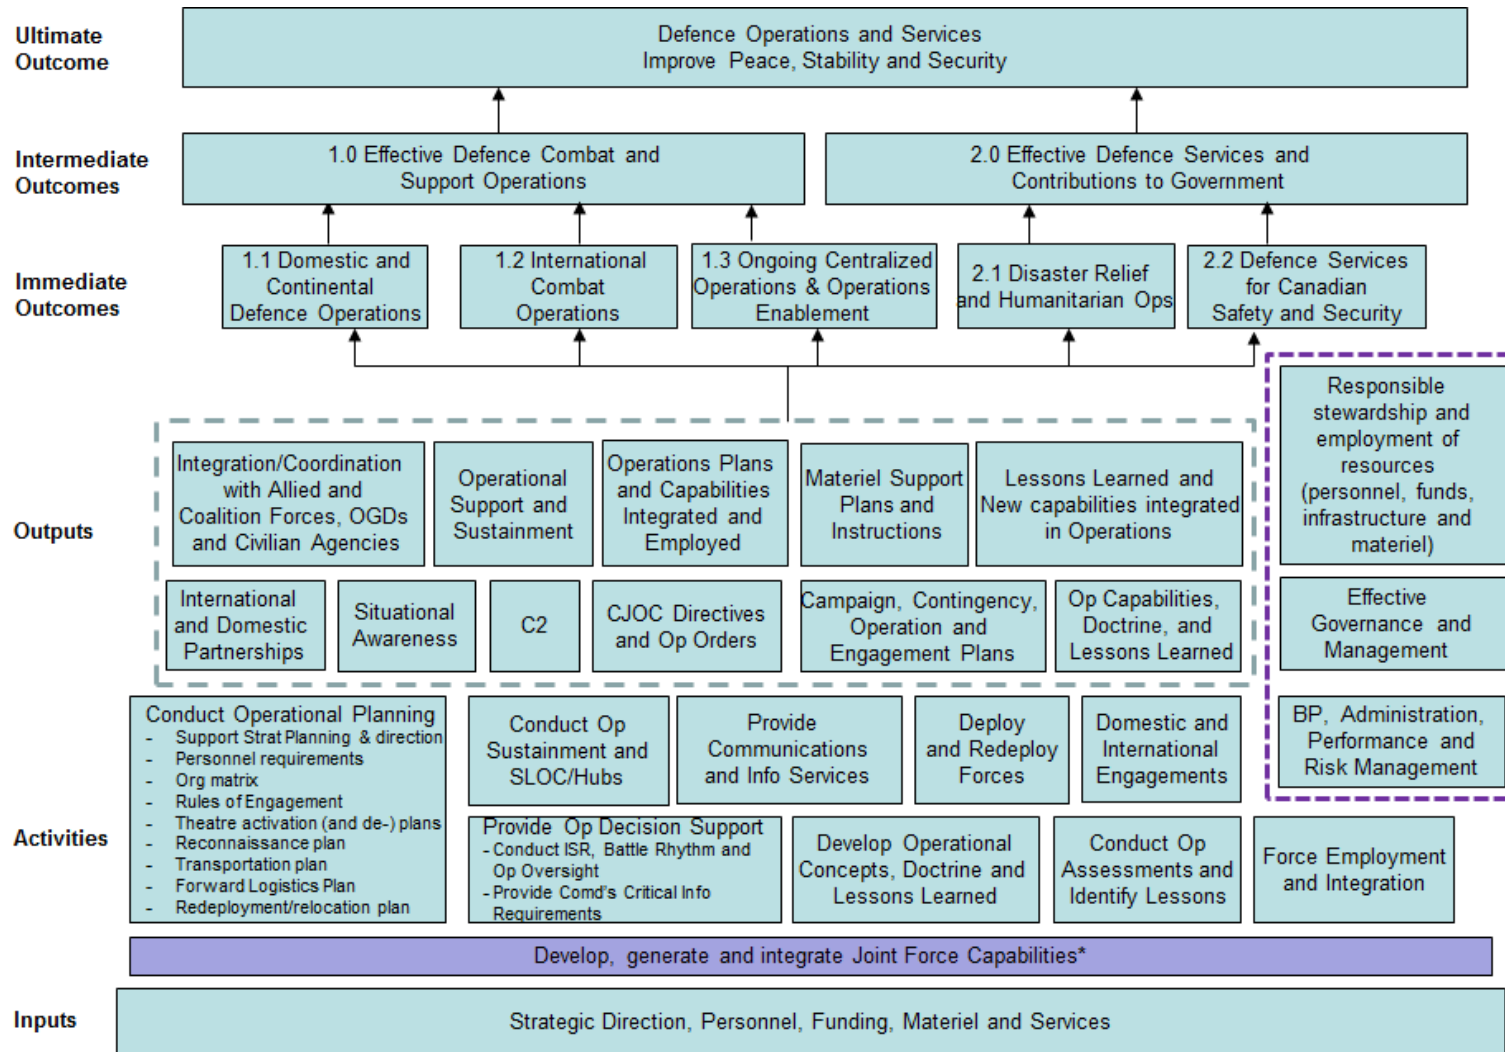 Ultimate
Outcome
Defence Operations and Services
Improve Peace, Stability and Security
Intermediate
Outcomes
1.0 Effective Defence Combat and
Support Operations
2.0 Effective Defence Services and
Contributions to Government
Immediate
Outcomes
1.1 Domestic and
Continental
Defence Operations
1.2 International
Combat
Operations
1.3 Ongoing Centralized
Operations & Operations
Enablement
2.1 Disaster Relief
and Humanitarian Ops
2.2 Defence Services
for Canadian
Safety and Security
Outputs
Integration/Coordination
with Allied and
Coalition Forces, OGDs
and Civilian Agencies
Operational
Support and
Sustainment
Operations Plans
and Capabilities
Integrated and
Employed
Materiel Support
Plans and
Instructions
Lessons Learned and
New capabilities integrated
in Operations
International
and Domestic
Partnerships
Situational
Awareness
C2
CJOC Directives
and Op Orders
Campaign, Contingency,
Operation and
Engagement Plans
Op Capabilities,
Doctrine, and
Lessons Learned
Responsible
stewardship and
employment of
resources
(personnel, funds,
infrastructure and
materiel)
Effective
Governance and
Management
BP, Administration,
Performance and
Risk Management
Activities
Conduct Operational Planning
- Support Strat Planning & direction
- Personnel requirements
- Org matrix
- Rules of Engagement
- Theatre activation (and de-) plans
- Reconnaissance plan
- Transportation plan
- Forward Logistics Plan
- Redeployment/relocation plan
Conduct Op
Sustainment and
SLOC/Hubs
Provide
Communications
and Info Services
Deploy
and Redeploy
Forces
Domestic and
International
Engagements
Provide Op Decision Support
- Conduct ISR, Battle Rhythm and
Op Oversight
- Provide Comd's Critical Info
Requirements
Develop Operational
Concepts, Doctrine and
Lessons Learned
Conduct Op
Assessments and
Identify Lessons
Force Employment
and Integration
Develop, generate and integrate Joint Force Capabilities*
Inputs
Strategic Direction, Personnel, Funding, Materiel and Services